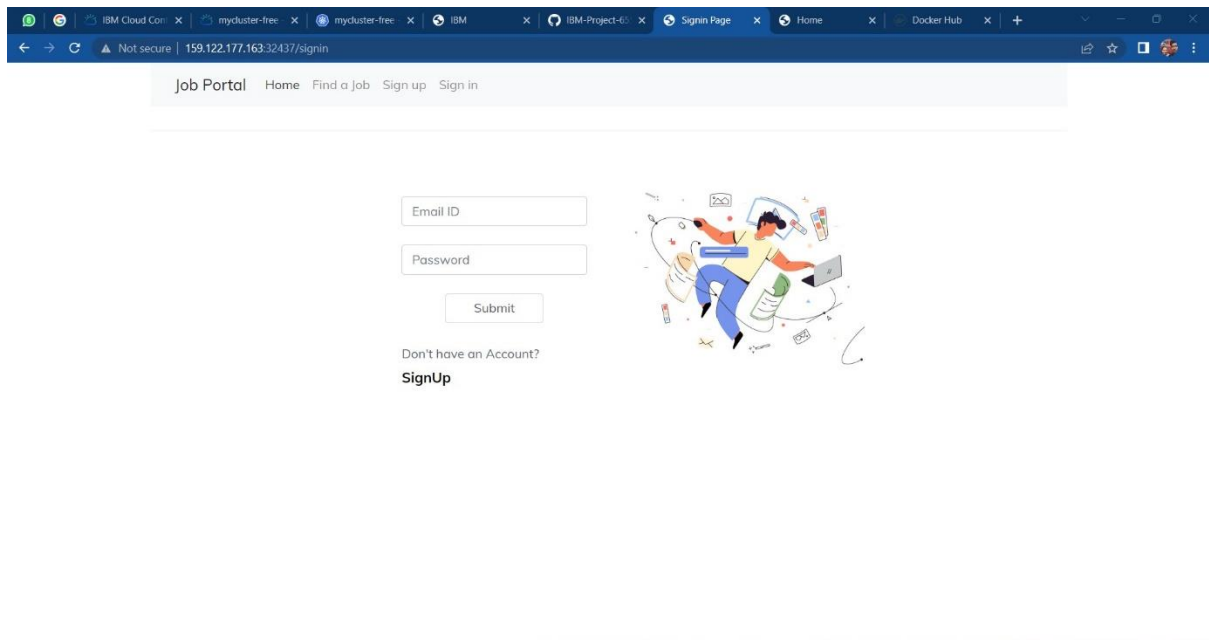 IBM Cloud Cont
mycluster-free
mycluster-free
IBM
IBM-Project-65
Signin Page
Home
Docker Hub
Not secure | 159.122.177.163:32437/signin
Job Portal Home Find a Job Sign up Sign in
Email ID
Password
Submit
Don't have an Account?
SignUp